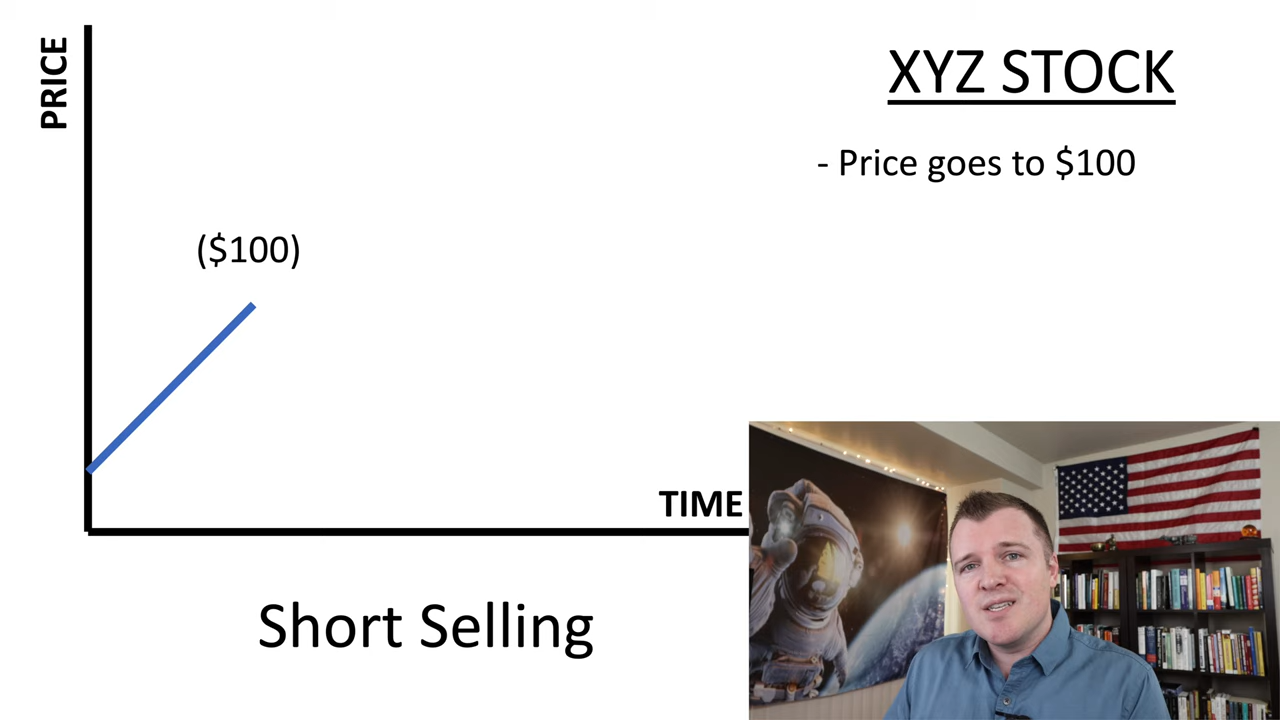 PRICE
XYZ STOCK
- Price goes to $100
($100)
TIME
Short Selling